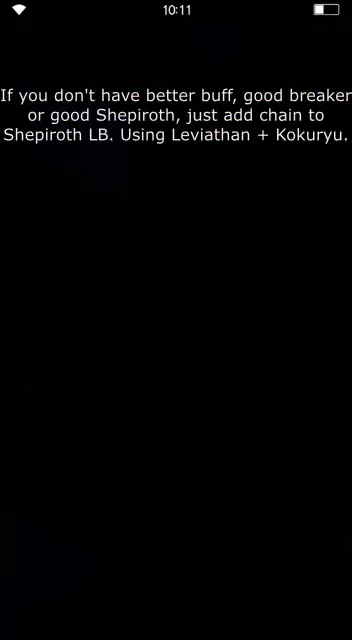 10:11
If you don't have better buff, good breaker
or good Shepiroth, just add chain to
Shepiroth LB. Using Leviathan + Kokuryu.